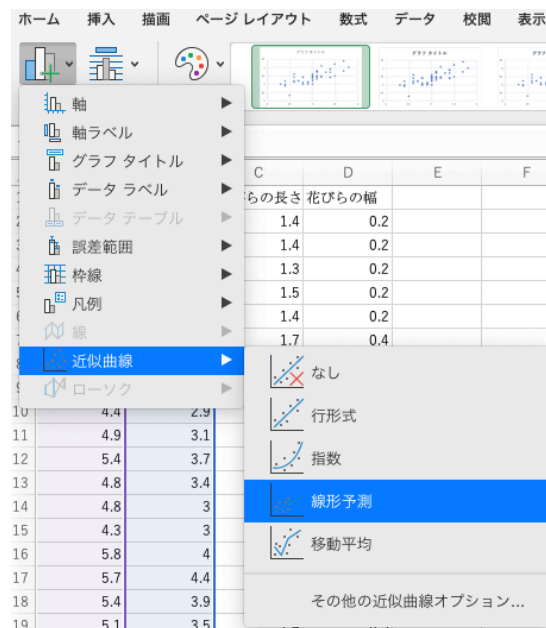 ホーム 挿入 描画 ページ レイアウト 数式 データ 校閲 表示
軸
軸ラベル
グラフ タイトル
データ ラベル
データ テーブル
誤差範囲
枠線
凡例
線
近似曲線
ローソク
なし
行形式
指数
線形予測
移動平均
その他の近似曲線オプション...
C D E F
らの長さ 花びらの幅
1.4 0.2
1.4 0.2
1.3 0.2
1.5 0.2
1.4 0.2
1.7 0.4
10 4.4 2.9
11 4.9 3.1
12 5.4 3.7
13 4.8 3.4
14 4.8 3
15 4.3 3
16 5.8 4
17 5.7 4.4
18 5.4 3.9
19 5.1 3.5